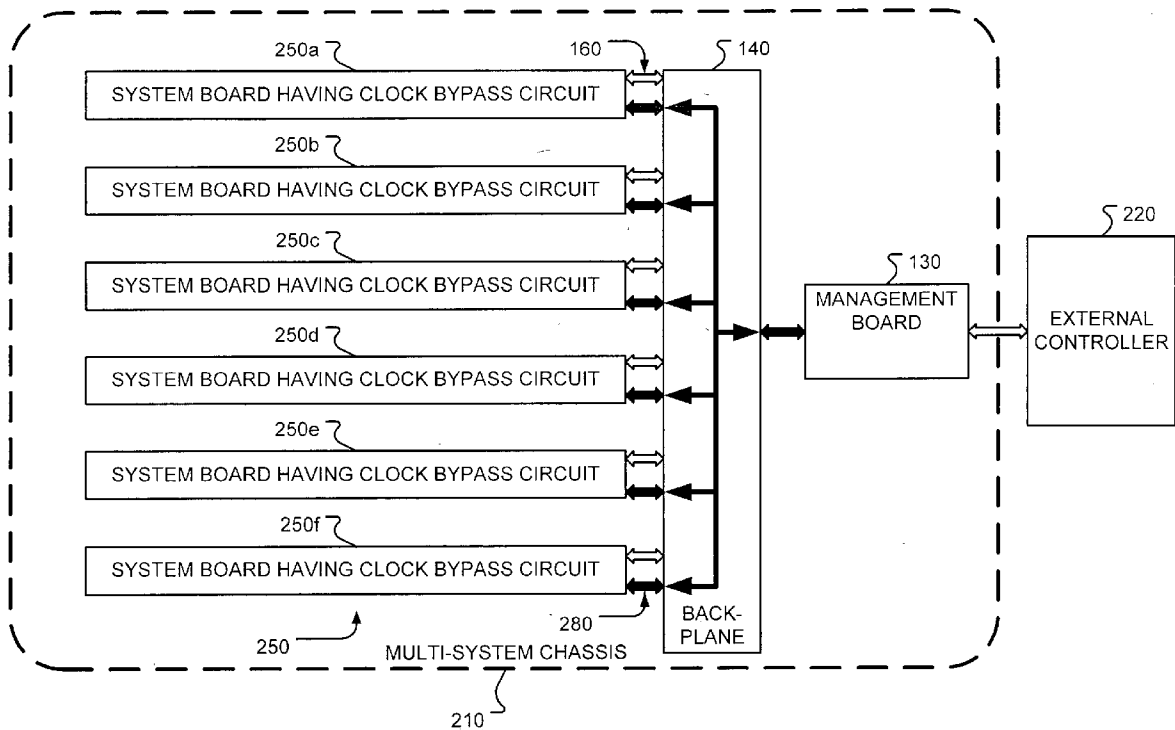 250a
160
140
SYSTEM BOARD HAVING CLOCK BYPASS CIRCUIT
250b
SYSTEM BOARD HAVING CLOCK BYPASS CIRCUIT
250c
SYSTEM BOARD HAVING CLOCK BYPASS CIRCUIT
250d
SYSTEM BOARD HAVING CLOCK BYPASS CIRCUIT
250e
SYSTEM BOARD HAVING CLOCK BYPASS CIRCUIT
250f
SYSTEM BOARD HAVING CLOCK BYPASS CIRCUIT
250
280
BACK-
PLANE
MULTI-SYSTEM CHASSIS
210
130
MANAGEMENT
BOARD
220
EXTERNAL
CONTROLLER